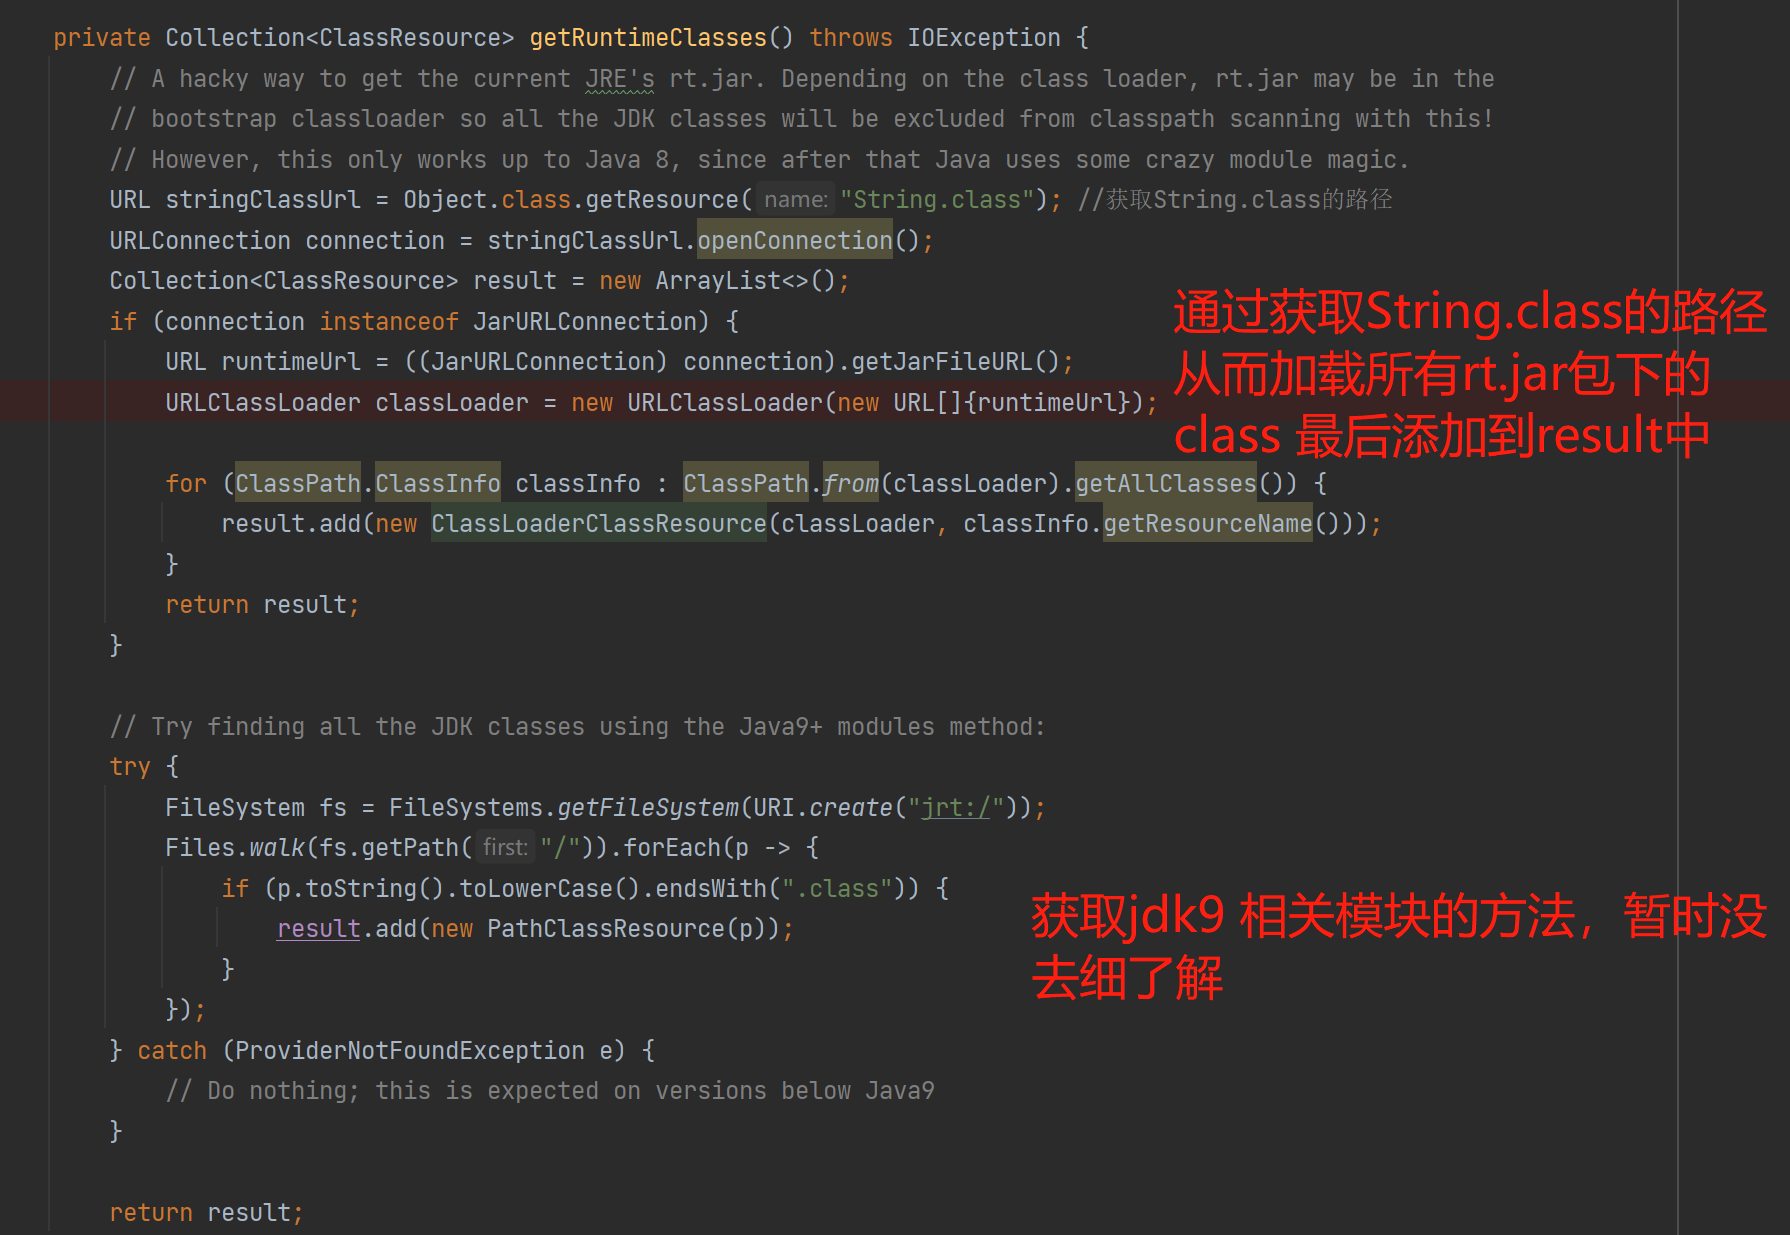 private Collection<ClassResource> getRuntimeClasses() throws IOException {
// A hacky way to get the current JRE's rt.jar. Depending on the class loader, rt.jar may be in the
// bootstrap classloader so all the JDK classes will be excluded from classpath scanning with this!
// However, this only works up to Java 8, since after that Java uses some crazy module magic.
URL stringClassUrl = Object.class.getResource( name: "String.class"); //获取String.class的路径
URLConnection connection = stringClassUrl.openConnection();
Collection<ClassResource> result = new ArrayList<>();
if (connection instanceof JarURLConnection) {
URL runtimeUrl = ((JarURLConnection) connection).getJarFileURL();
URLClassLoader classLoader = new URLClassLoader(new URL[]{runtimeUrl});
通过获取String.class的路径
从而加载所有rt.jar包下的
class 最后添加到result中
for (ClassPath.ClassInfo classInfo : ClassPath.from(classLoader).getAllClasses()) {
result.add(new ClassLoaderClassResource(classLoader, classInfo.getResourceName()));
}
return result;
}
// Try finding all the JDK classes using the Java9+ modules method:
try {
FileSystem fs = FileSystems.getFileSystem(URI.create("jrt:/"));
Files.walk(fs.getPath( first: "/")).forEach(p -> {
if (p.toString().toLowerCase().endsWith(".class")) {
result.add(new PathClassResource(p));
}
获取jdk9 相关模块的方法，暂时没
去细了解
});
} catch (ProviderNotFoundException e) {
// Do nothing; this is expected on versions below Java9
}
return result;